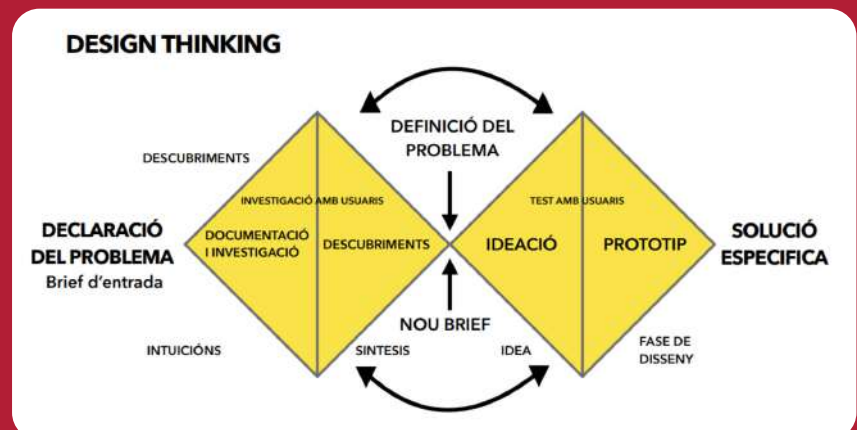 DESIGN THINKING
DEFINICIÓ DEL
PROBLEMA
DESCUBRIMENTS
INVESTIGACIÓ AMB USUARIS
TEST AMB USUARIS
DECLARACIÓ
DEL PROBLEMA
Brief d'entrada
DOCUMENTACIÓ
I INVESTIGACIÓ
DESCUBRIMENTS
IDEACIÓ
PROTOTIP
SOLUCIÓ
ESPECIFICA
NOU BRIEF
INTUICIÓNS
SINTESIS
IDEA
FASE DE
DISSENY